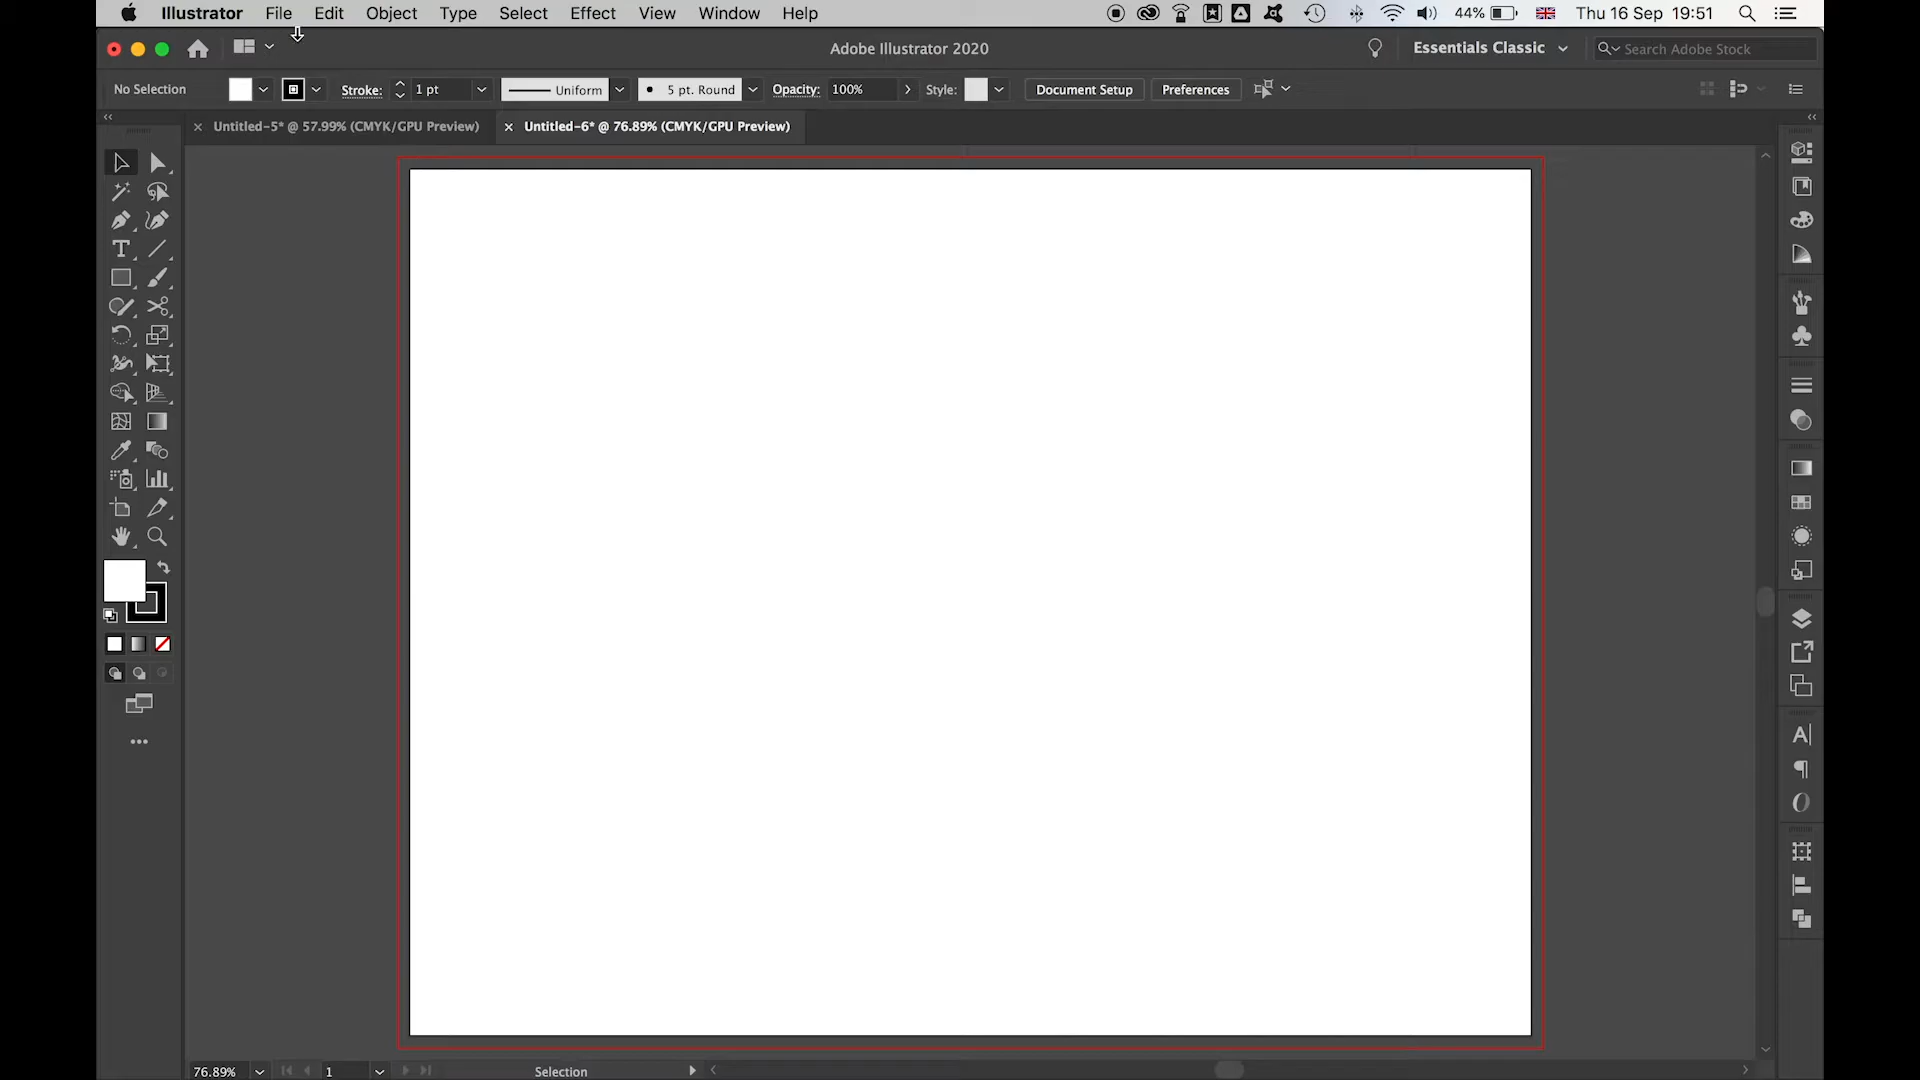 Illustrator File Edit Object Type Select Effect View Window Help 44% Thu 16 Sep 19:51
Adobe Illustrator 2020 Essentials Classic Search Adobe Stock
No Selection Stroke: 1 pt Uniform 5 pt. Round Opacity: 100% Style: Document Setup Preferences
Untitled-5* @ 57.99% (CMYK/GPU Preview) Untitled-6* @ 76.89% (CMYK/GPU Preview)
76.89% 1 Selection